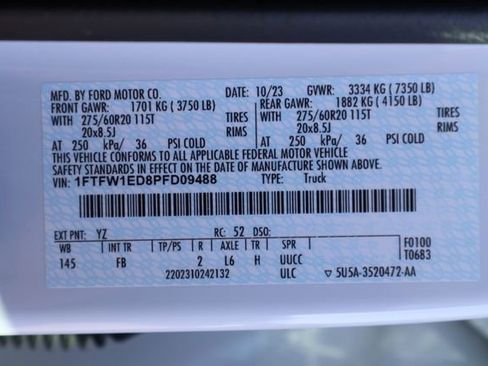 MFD. BY FORD MOTOR CO. DATE: 10/23 GVWR: 3334 KG ( 7350 LB)
FRONT GAWR: 1701 KG ( 3750 LB) REAR GAWR: 1882 KG ( 4150 LB)
WITH 275/60R20 115T TIRES WITH 275/60R20 115T TIRES
20x8.5J RIMS 20x8.5J RIMS
AT 250 kPa/ 36 PSI COLD AT 250 kPa/ 36 PSI COLD
THIS VEHICLE CONFORMS TO ALL APPLICABLE FEDERAL MOTOR VEHICLE
SAFETY STANDARDS IN EFFECT ON THE DATE OF MANUFACTURE SHOWN ABOVE.
VIN: 1FTFW1ED8PFD09488 TYPE: Truck
EXT PNT: YZ RC: 52 DSO:
WB INT TR TP/PS R AXLE TR SPR F0100
145 FB 2 L6 H UUCC T0683
2202310242132 ULC ▽ 5U5A-3520472-AA